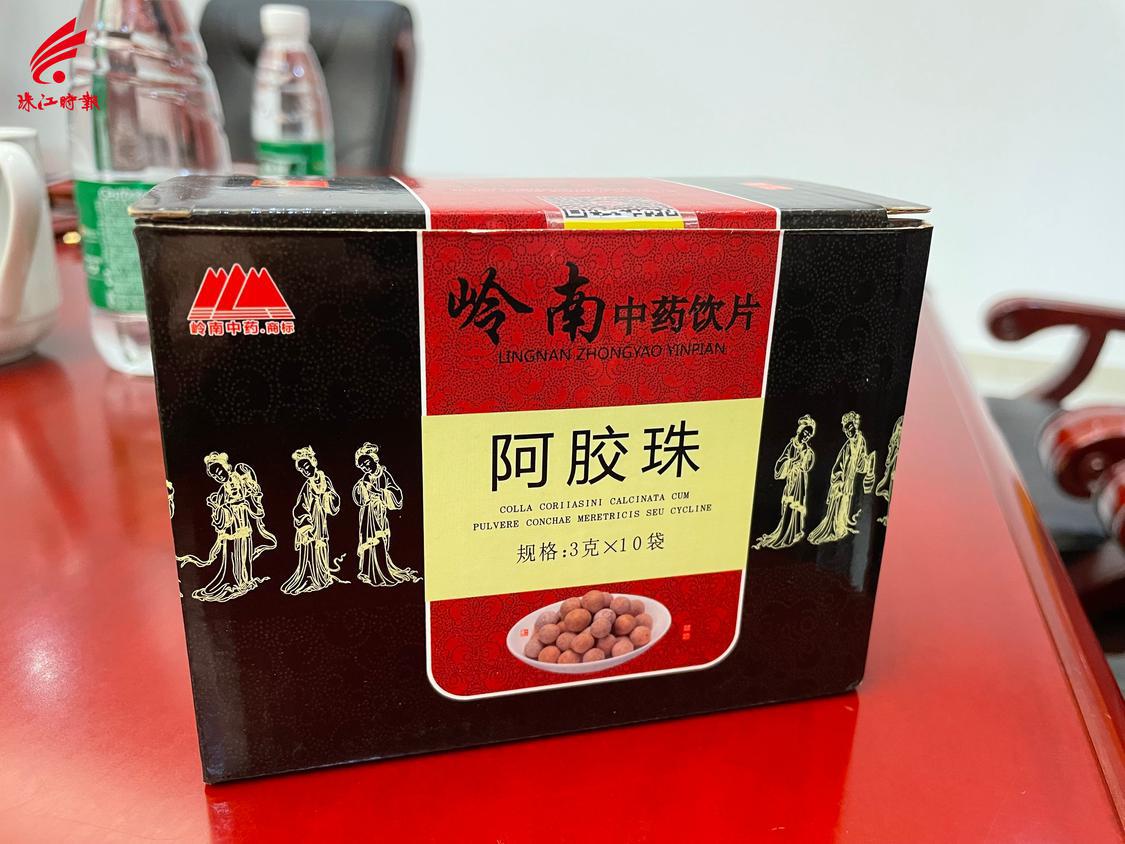 珠江時報
岭南中药.商标
岭南中药饮片
LINGNAN ZHONGYAO YINPIAN
阿胶珠
COLLA CORIIASINI CALCINATA CUM
PULVERE CONCHAE MERETRICIS SEU CYCLINE
规格:3克×10袋